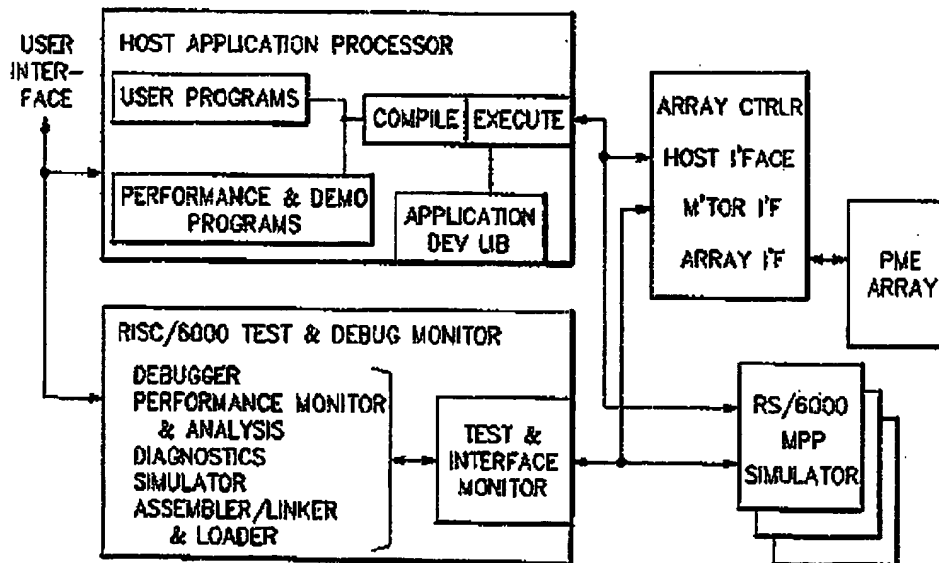 USER
INTER-
FACE
HOST APPLICATION PROCESSOR
USER PROGRAMS
COMPILE
EXECUTE
PERFORMANCE & DEMO
PROGRAMS
APPLICATION
DEV LIB
ARRAY CTRLR
HOST I'FACE
M'TOR I'F
ARRAY I'F
PME
ARRAY
RISC/6000 TEST & DEBUG MONITOR
DEBUGGER
PERFORMANCE MONITOR
& ANALYSIS
DIAGNOSTICS
SIMULATOR
ASSEMBLER/LINKER
& LOADER
TEST &
INTERFACE
MONITOR
RS/6000
MPP
SIMULATOR